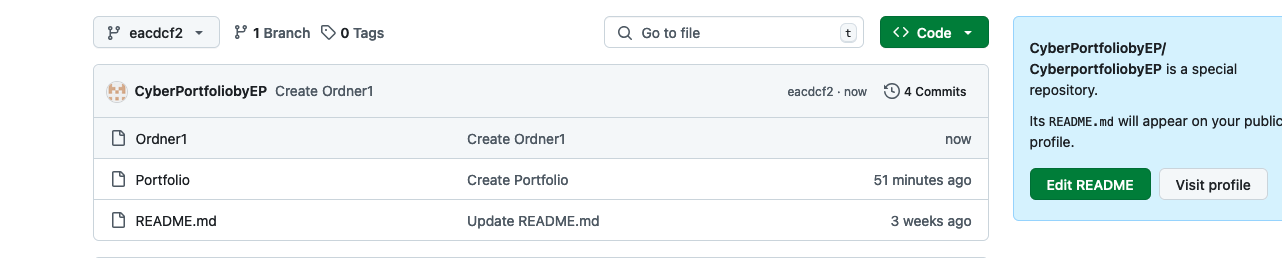 eacdcf2 1 Branch 0 Tags Go to file t Code
CyberPortfoliobyEP Create Ordner1 eacdcf2 · now 4 Commits
Ordner1 Create Ordner1 now
Portfolio Create Portfolio 51 minutes ago
README.md Update README.md 3 weeks ago
CyberPortfoliobyEP/
CyberportfoliobyEP is a special
repository.
Its README.md will appear on your public
profile.
Edit README Visit profile